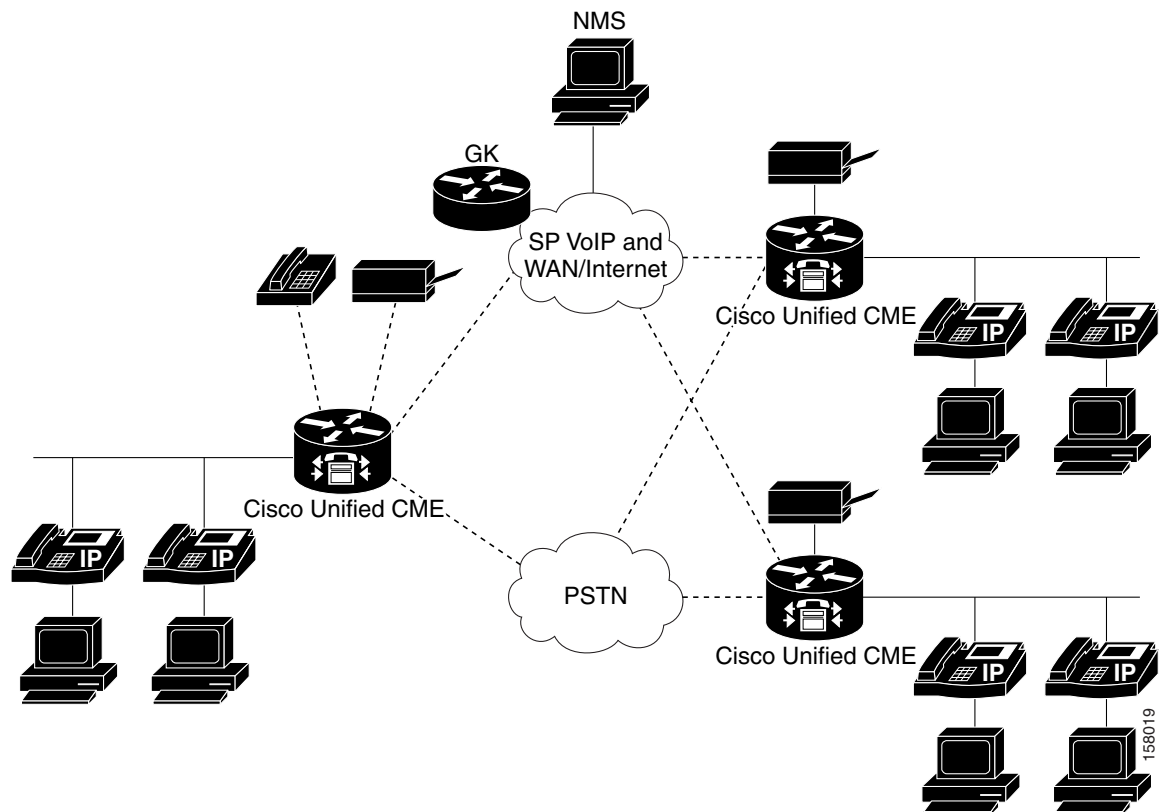 NMS
GK
SP VoIP and
WAN/Internet
Cisco Unified CME
IP
IP
Cisco Unified CME
IP
IP
PSTN
Cisco Unified CME
IP
IP
158019